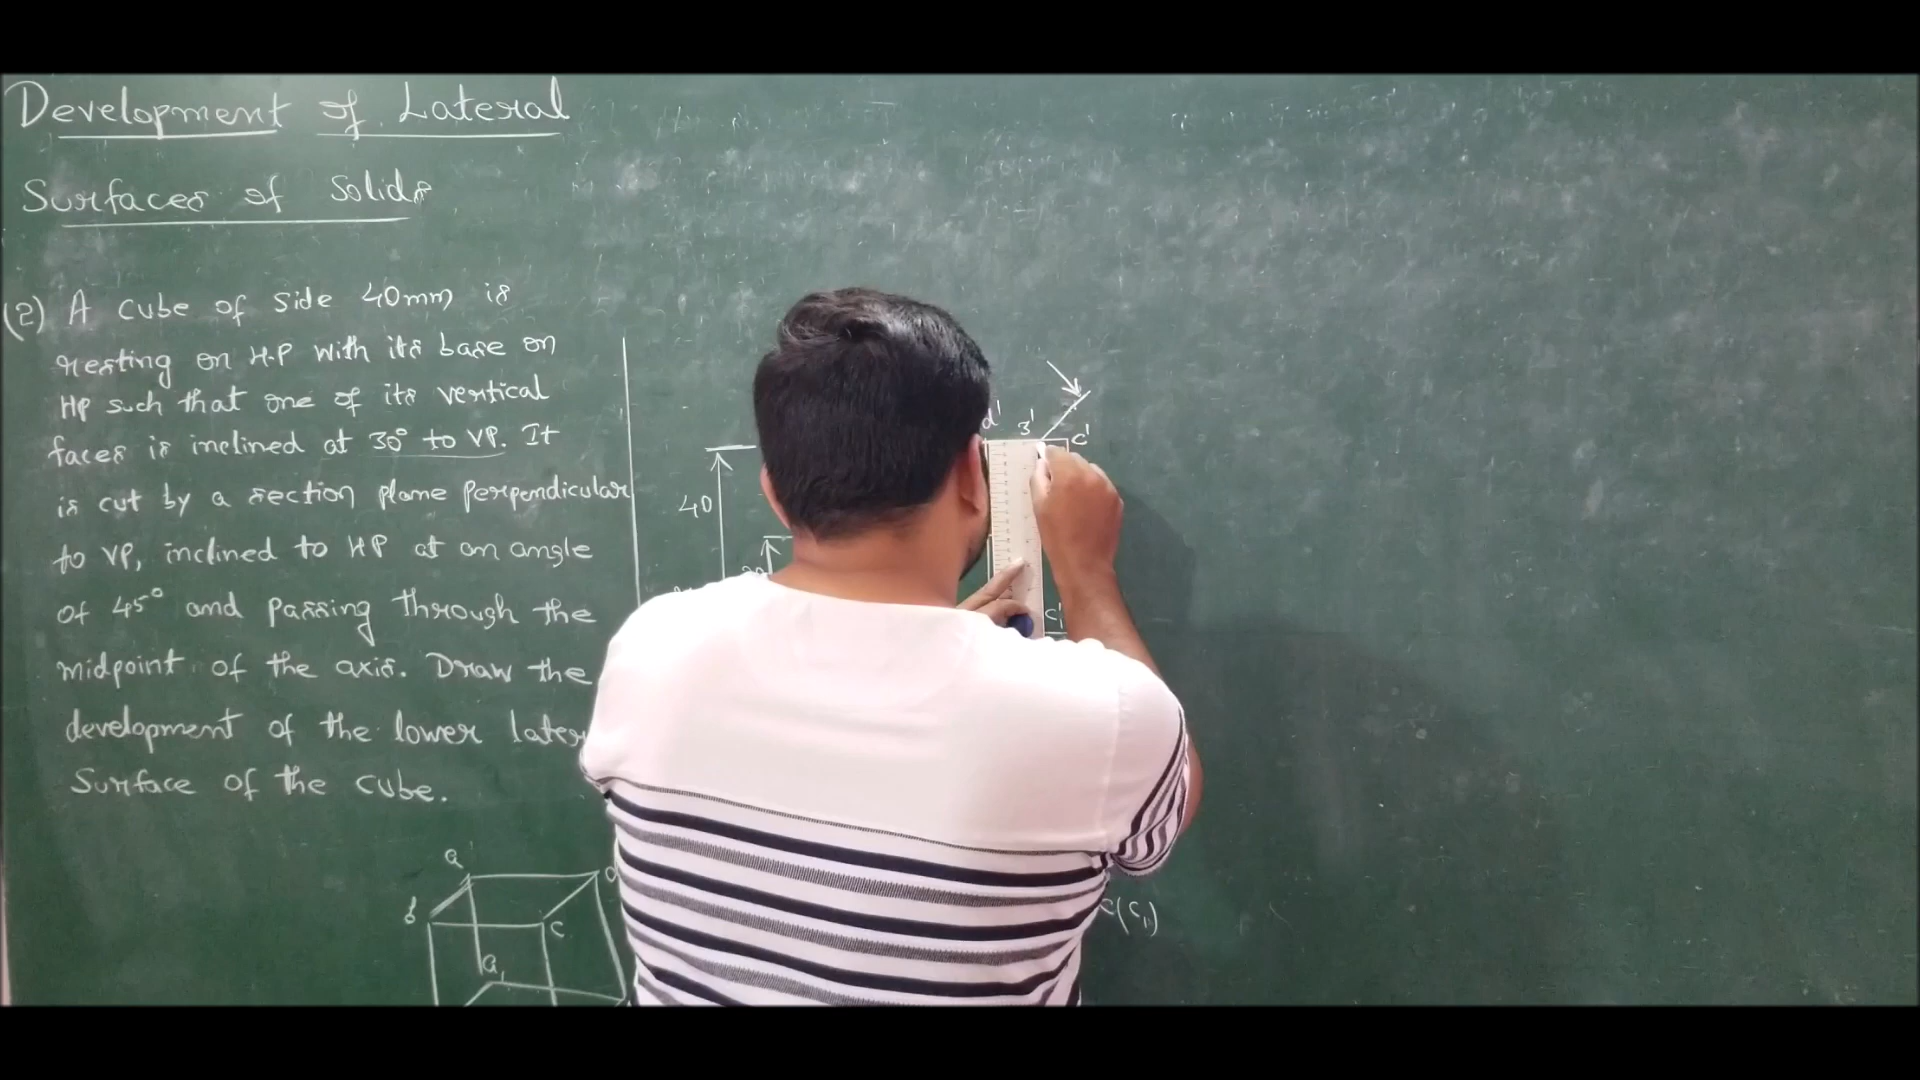 Development of Lateral
Surfaces of Solids
(2) A cube of side 40mm is
resting on H.P with its base on
HP such that one of its vertical
faces is inclined at 30° to VP. It
is cut by a section plane perpendicular
to VP, inclined to HP at an angle
of 45° and passing through the
midpoint of the axis. Draw the
development of the lower later
Surface of the cube.
d' 3' c'
40
c'
a
b
c
a₁
c(c₁)